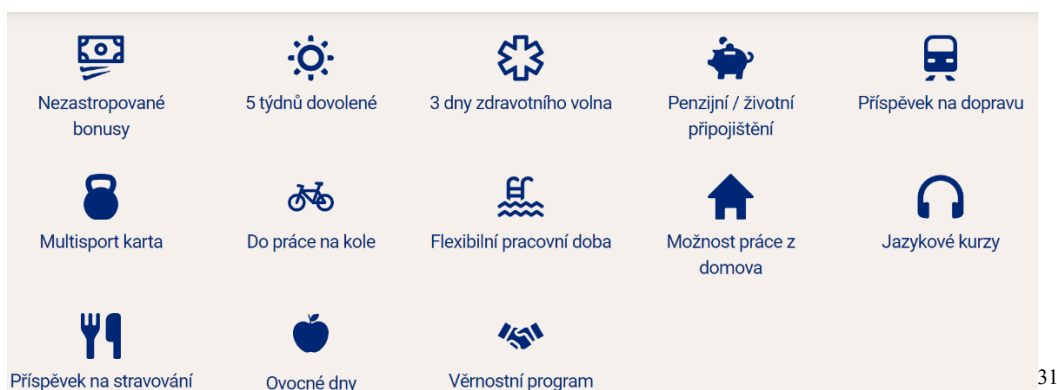 Nezastropované
bonusy
5 týdnů dovolené
3 dny zdravotního volna
Penzijní / životní
připojištění
Příspěvek na dopravu
Multisport karta
Do práce na kole
Flexibilní pracovní doba
Možnost práce z
domova
Jazykové kurzy
Příspěvek na stravování
Ovocné dny
Věrnostní program
31